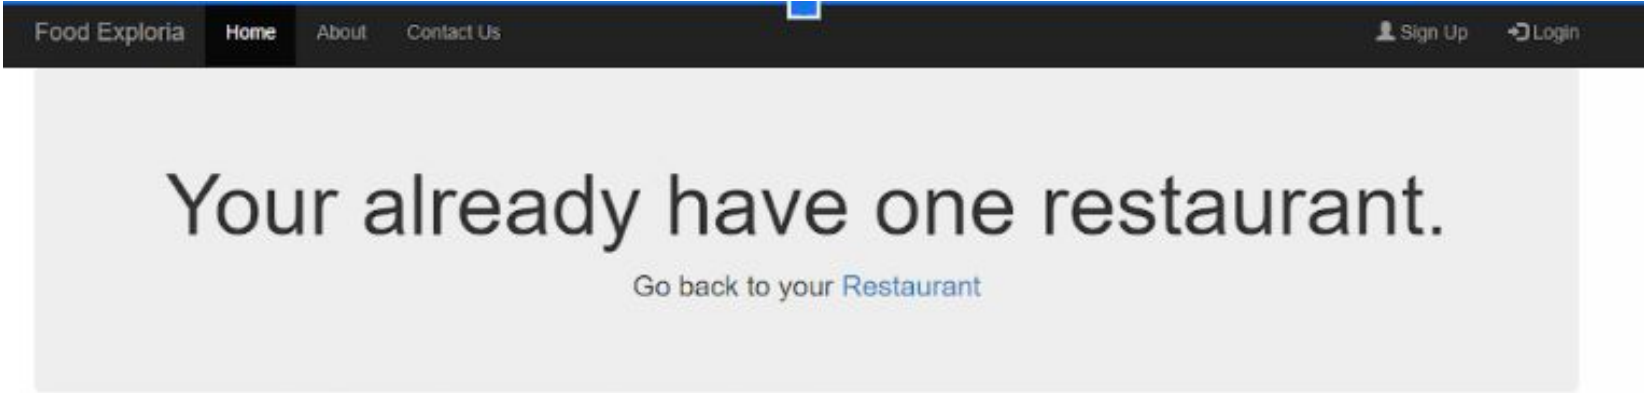 Food Exploria Home About Contact Us Sign Up Login
Your already have one restaurant.
Go back to your Restaurant